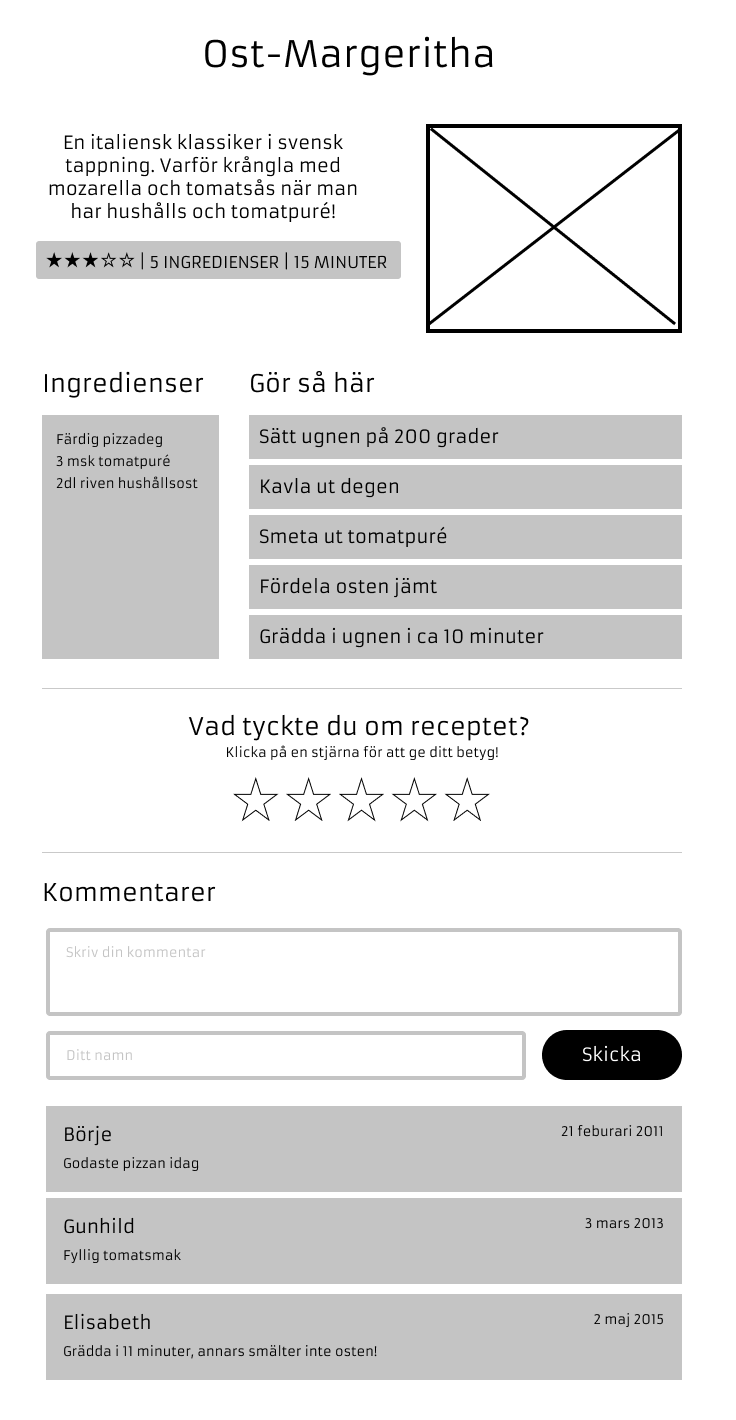 Ost-Margeritha
En italiensk klassiker i svensk
tappning. Varför krångla med
mozarella och tomatsås när man
har hushålls och tomatpuré!
★★★☆☆ | 5 INGREDIENSER | 15 MINUTER
Ingredienser
Färdig pizzadeg
3 msk tomatpuré
2dl riven hushållsost
Gör så här
Sätt ugnen på 200 grader
Kavla ut degen
Smeta ut tomatpuré
Fördela osten jämt
Grädda i ugnen i ca 10 minuter
Vad tyckte du om receptet?
Klicka på en stjärna för att ge ditt betyg!
Kommentarer
Skriv din kommentar
Ditt namn
Skicka
Börje
21 feburari 2011
Godaste pizzan idag
Gunhild
3 mars 2013
Fyllig tomatsmak
Elisabeth
2 maj 2015
Grädda i 11 minuter, annars smälter inte osten!